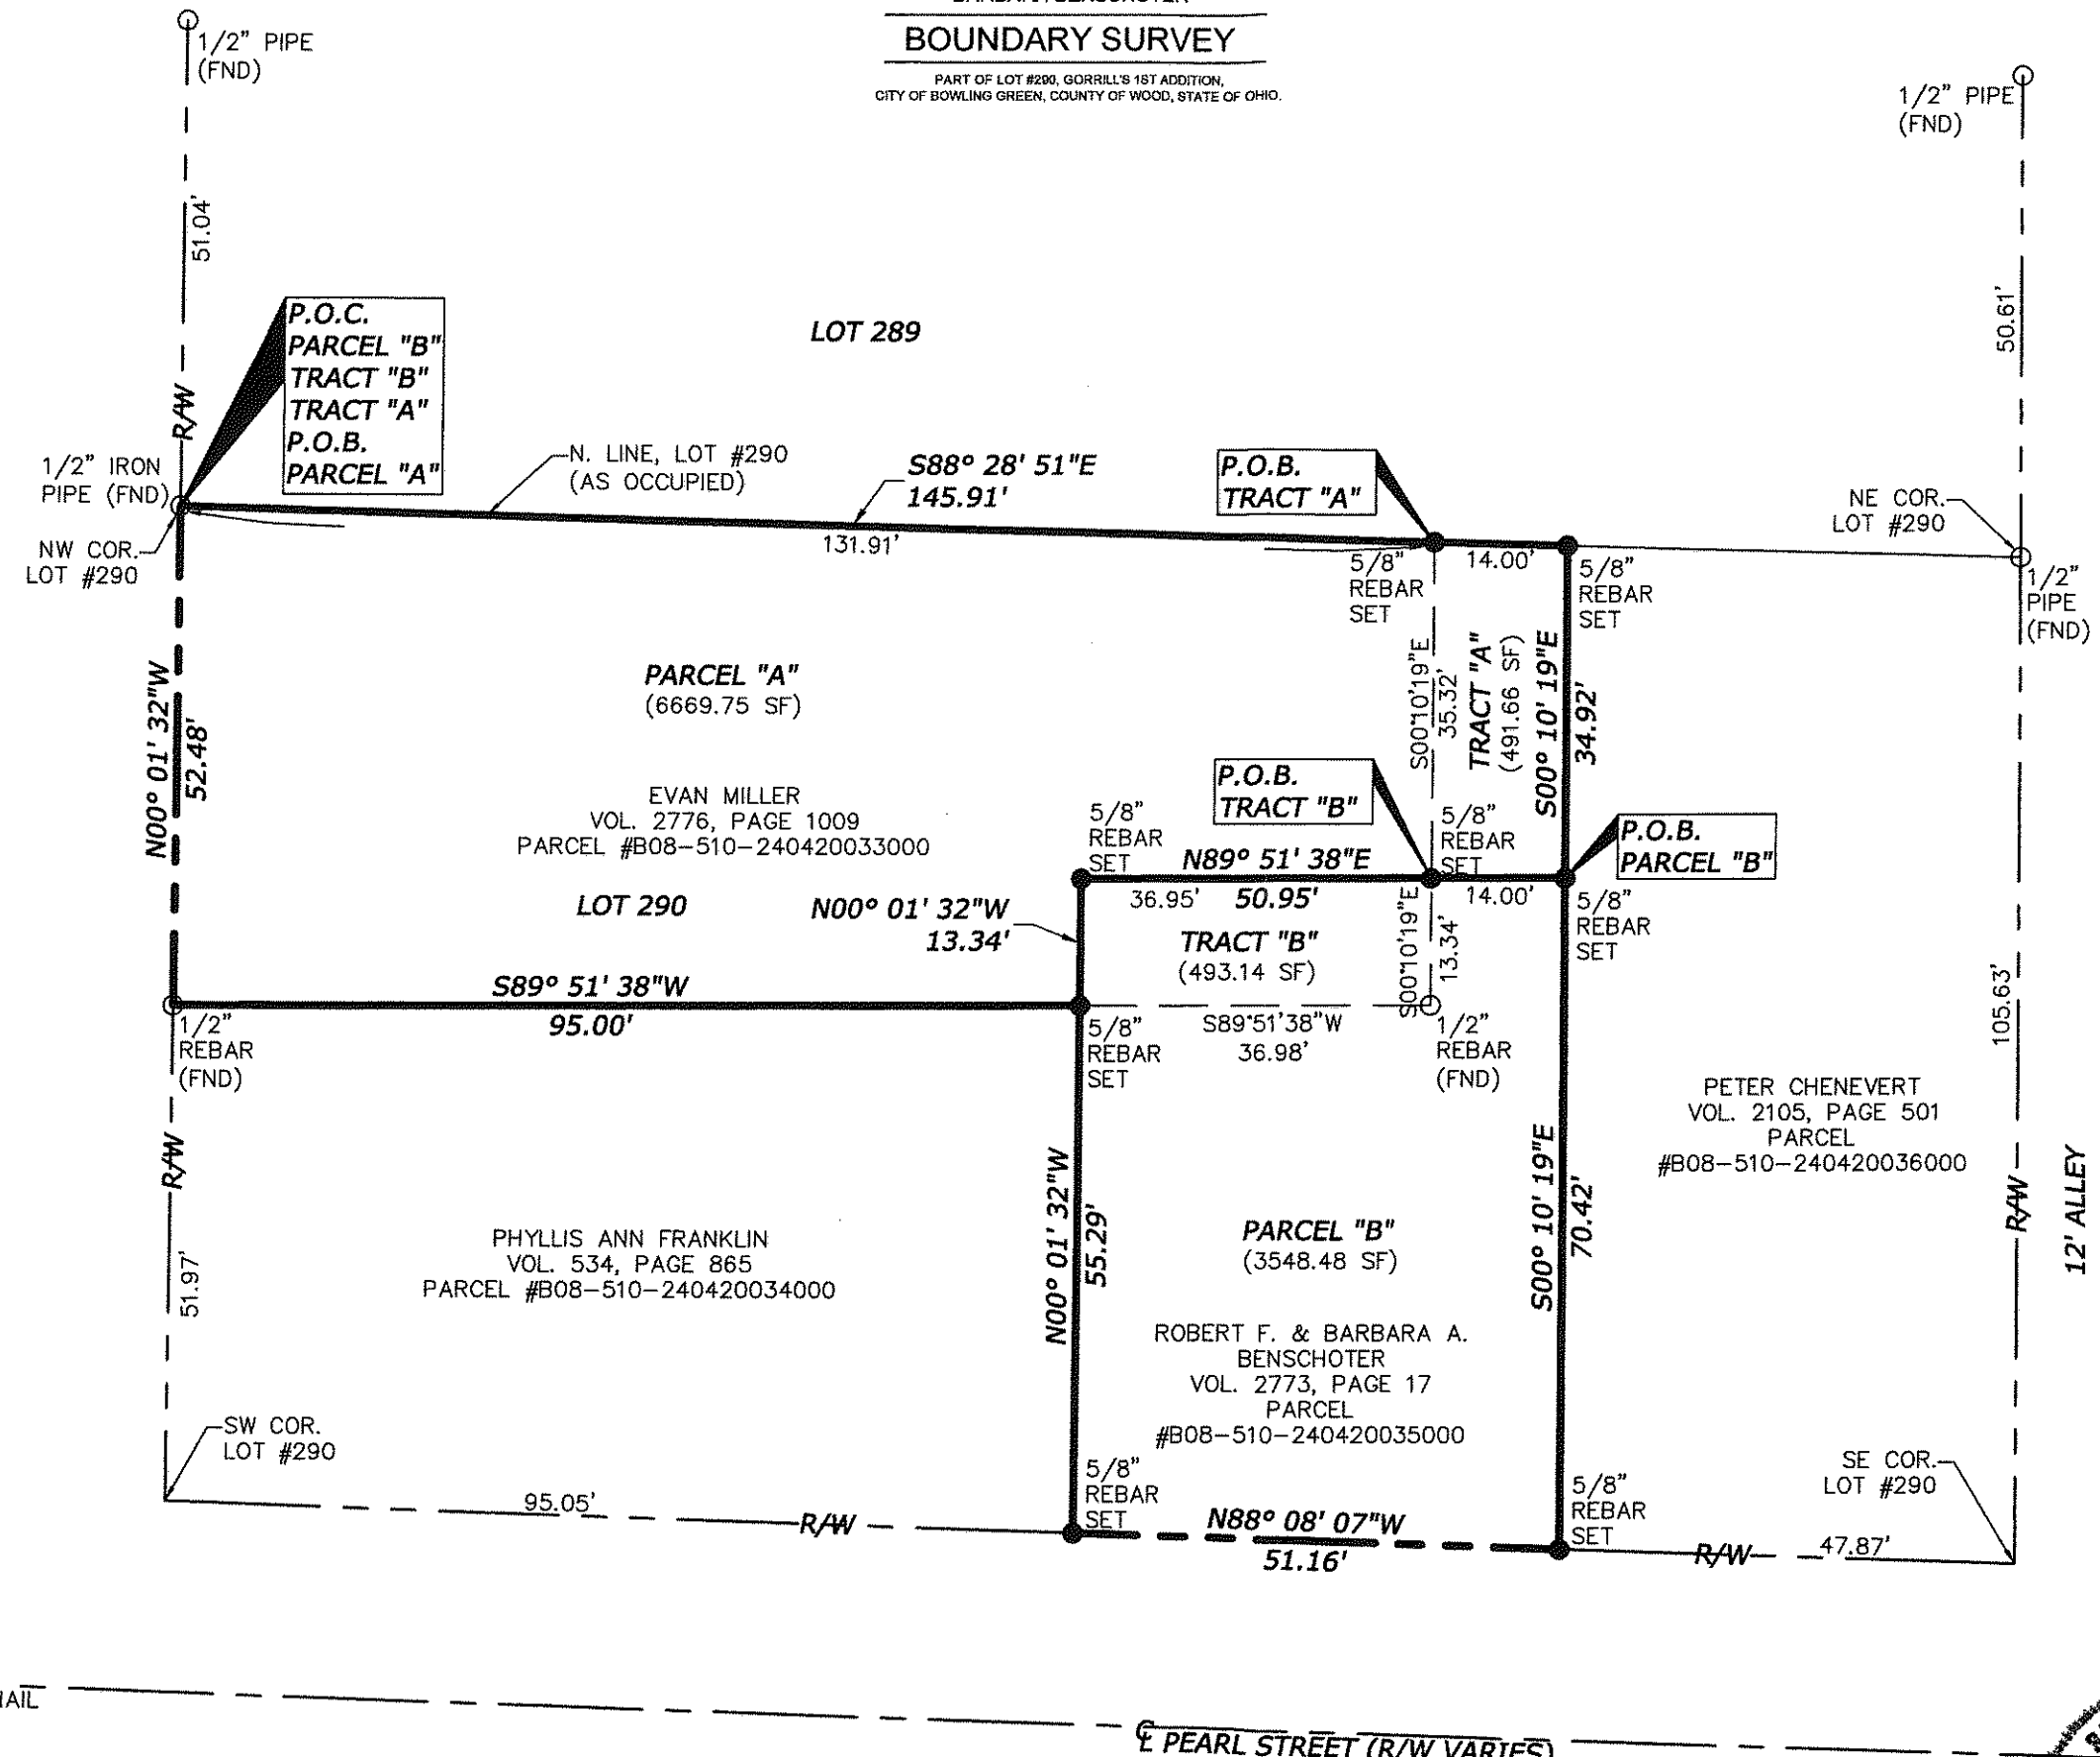 BOUNDARY SURVEY
PART OF LOT #290, GORRILL'S 1ST ADDITION,
CITY OF BOWLING GREEN, COUNTY OF WOOD, STATE OF OHIO.
1/2" PIPE
(FND)
1/2" PIPE
(FND)
51.04'
50.61'
R/W
P.O.C.
PARCEL "B"
TRACT "B"
TRACT "A"
P.O.B.
PARCEL "A"
LOT 289
1/2" IRON
PIPE (FND)
NW COR.
LOT #290
N. LINE, LOT #290
(AS OCCUPIED)
S88° 28' 51"E
145.91'
131.91'
P.O.B.
TRACT "A"
5/8"
REBAR
SET
14.00'
5/8"
REBAR
SET
NE COR.
LOT #290
1/2"
PIPE
(FND)
N00° 01' 32"W
52.48'
PARCEL "A"
(6669.75 SF)
EVAN MILLER
VOL. 2776, PAGE 1009
PARCEL #B08-510-240420033000
LOT 290
S00°10'19"E
35.32'
TRACT "A"
(491.66 SF)
S00° 10' 19"E
34.92'
P.O.B.
TRACT "B"
5/8"
REBAR
SET
5/8"
REBAR
SET
P.O.B.
PARCEL "B"
N89° 51' 38"E
36.95'
50.95'
14.00'
5/8"
REBAR
SET
N00° 01' 32"W
13.34'
TRACT "B"
(493.14 SF)
S00°10'19"E
13.34'
S89° 51' 38"W
95.00'
1/2"
REBAR
(FND)
5/8"
REBAR
SET
S89°51'38"W
36.98'
1/2"
REBAR
(FND)
105.63'
PETER CHENEVERT
VOL. 2105, PAGE 501
PARCEL
#B08-510-240420036000
R/W
12' ALLEY
R/W
51.97'
PHYLLIS ANN FRANKLIN
VOL. 534, PAGE 865
PARCEL #B08-510-240420034000
N00° 01' 32"W
55.29'
PARCEL "B"
(3548.48 SF)
S00° 10' 19"E
70.42'
ROBERT F. & BARBARA A.
BENSCHOTER
VOL. 2773, PAGE 17
PARCEL
#B08-510-240420035000
SW COR.
LOT #290
SE COR.
LOT #290
95.05'
R/W
5/8"
REBAR
SET
N88° 08' 07"W
51.16'
5/8"
REBAR
SET
R/W
47.87'
℄ PEARL STREET (R/W VARIES)